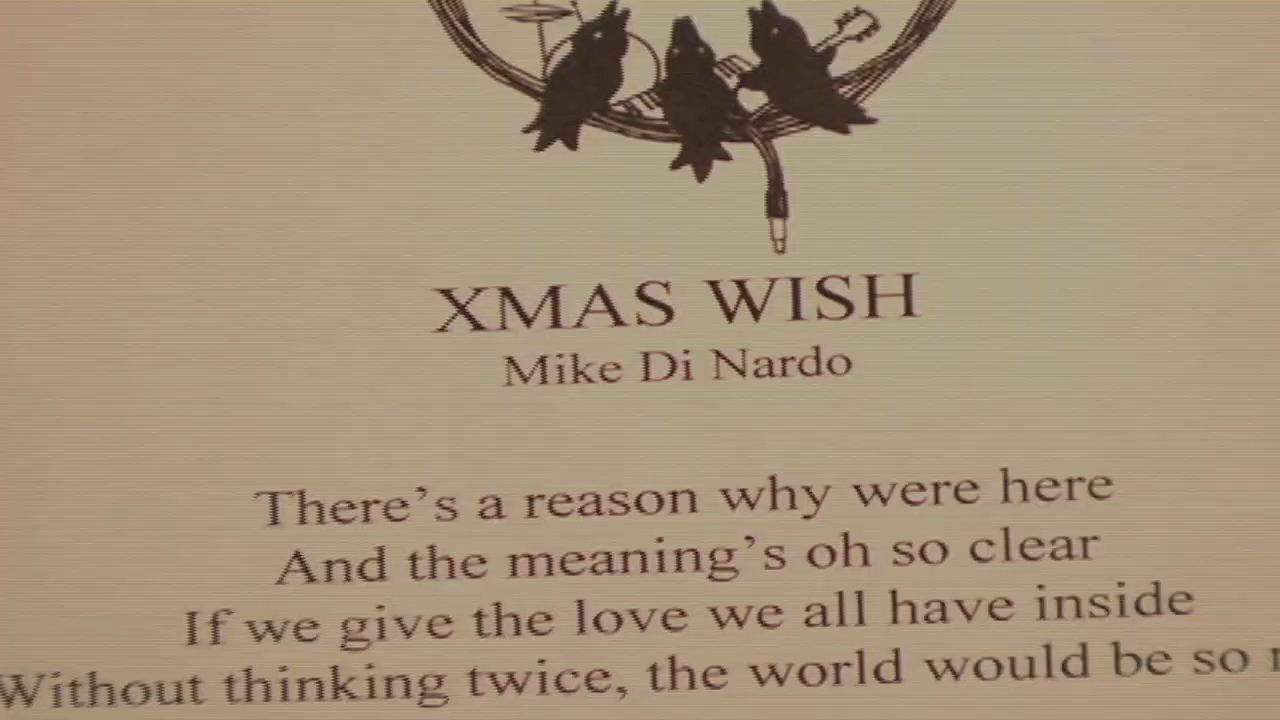 XMAS WISH
Mike Di Nardo
There's a reason why were here
And the meaning's oh so clear
If we give the love we all have inside
Without thinking twice, the world would be so